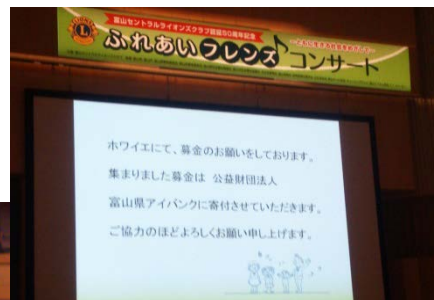 富山セントラルライオンズクラブ認証50周年記念
L
ふれあいフレンズコンサート
ホワイエにて、募金のお願いをしております。
集まりました募金は 公益財団法人
富山県アイバンクに寄付させていただきます。
ご協力のほどよろしくお願い申し上げます。